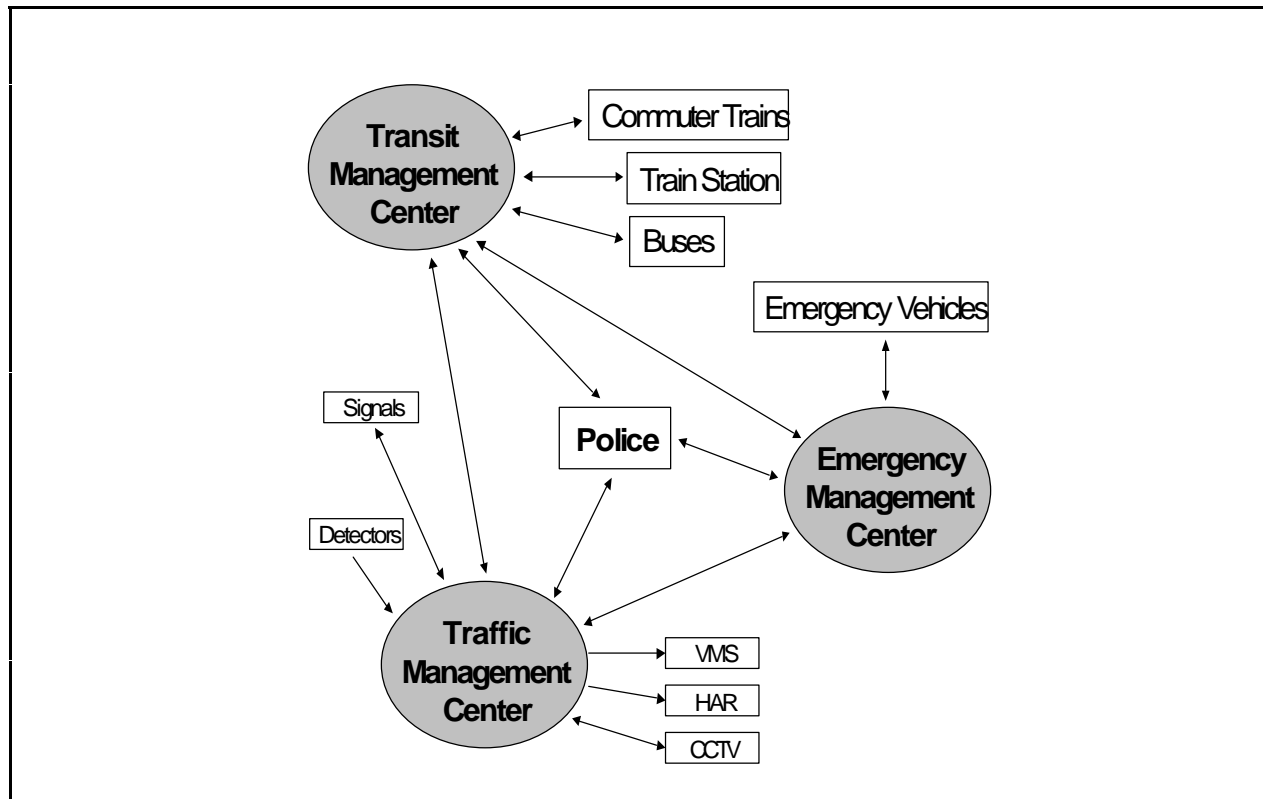 Transit
Management
Center
Commuter Trains
Train Station
Buses
Emergency Vehicles
Signals
Police
Emergency
Management
Center
Detectors
Traffic
Management
Center
VMS
HAR
CCTV